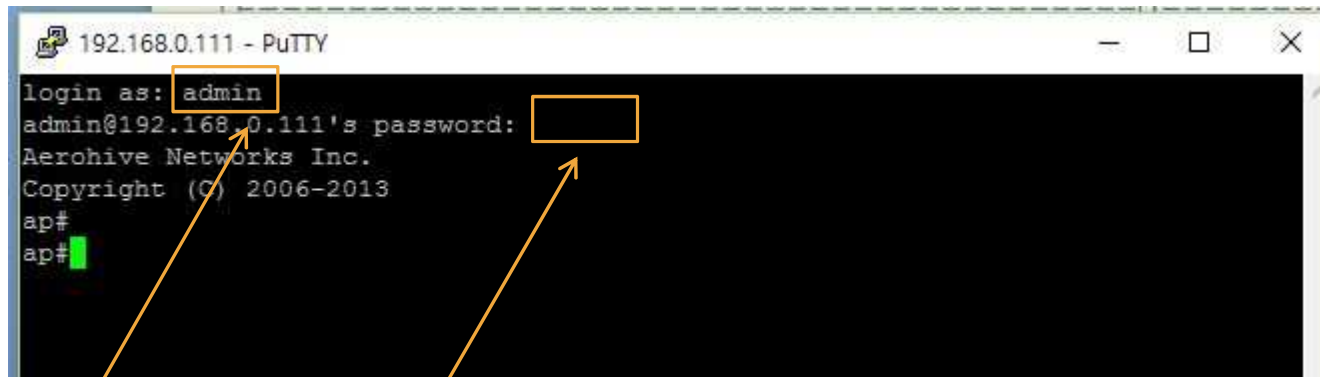 192.168.0.111 - PuTTY
login as: admin
admin@192.168.0.111's password:
Aerohive Networks Inc.
Copyright (C) 2006-2013
ap#
ap#